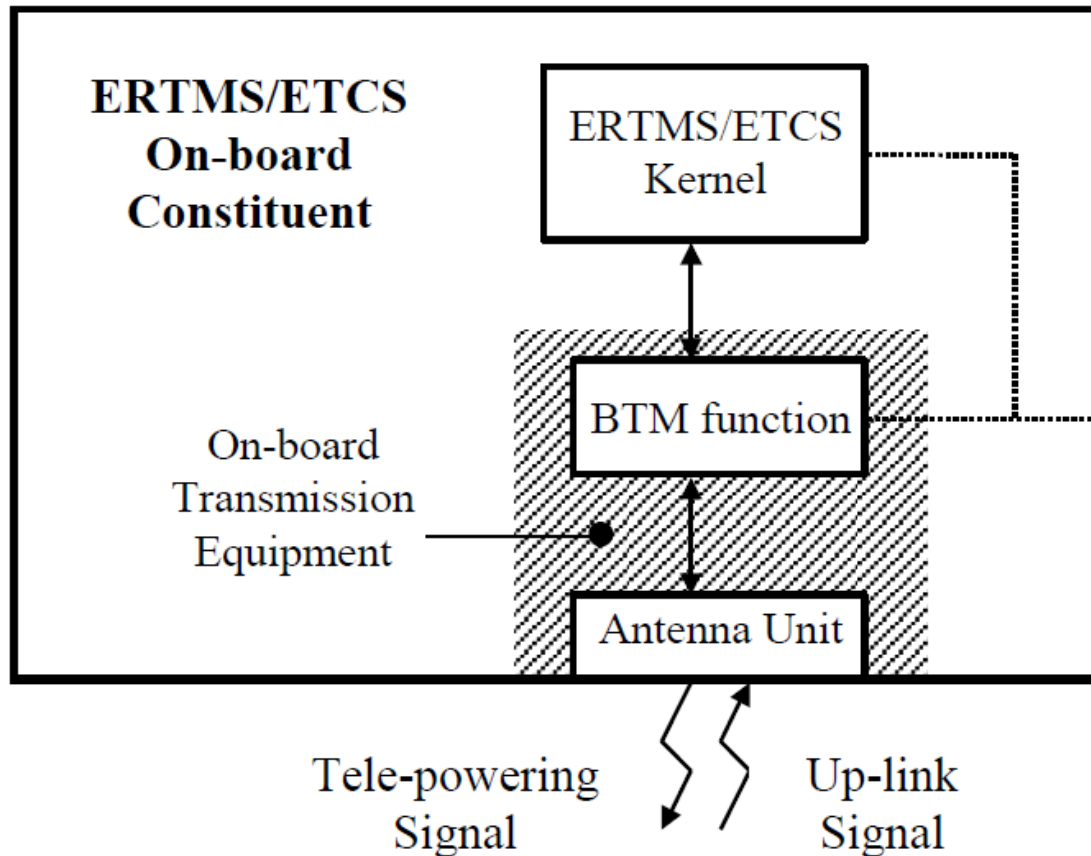 ERTMS/ETCS
On-board
Constituent
ERTMS/ETCS
Kernel
BTM function
On-board
Transmission
Equipment
Antenna Unit
Tele-powering
Signal
Up-link
Signal